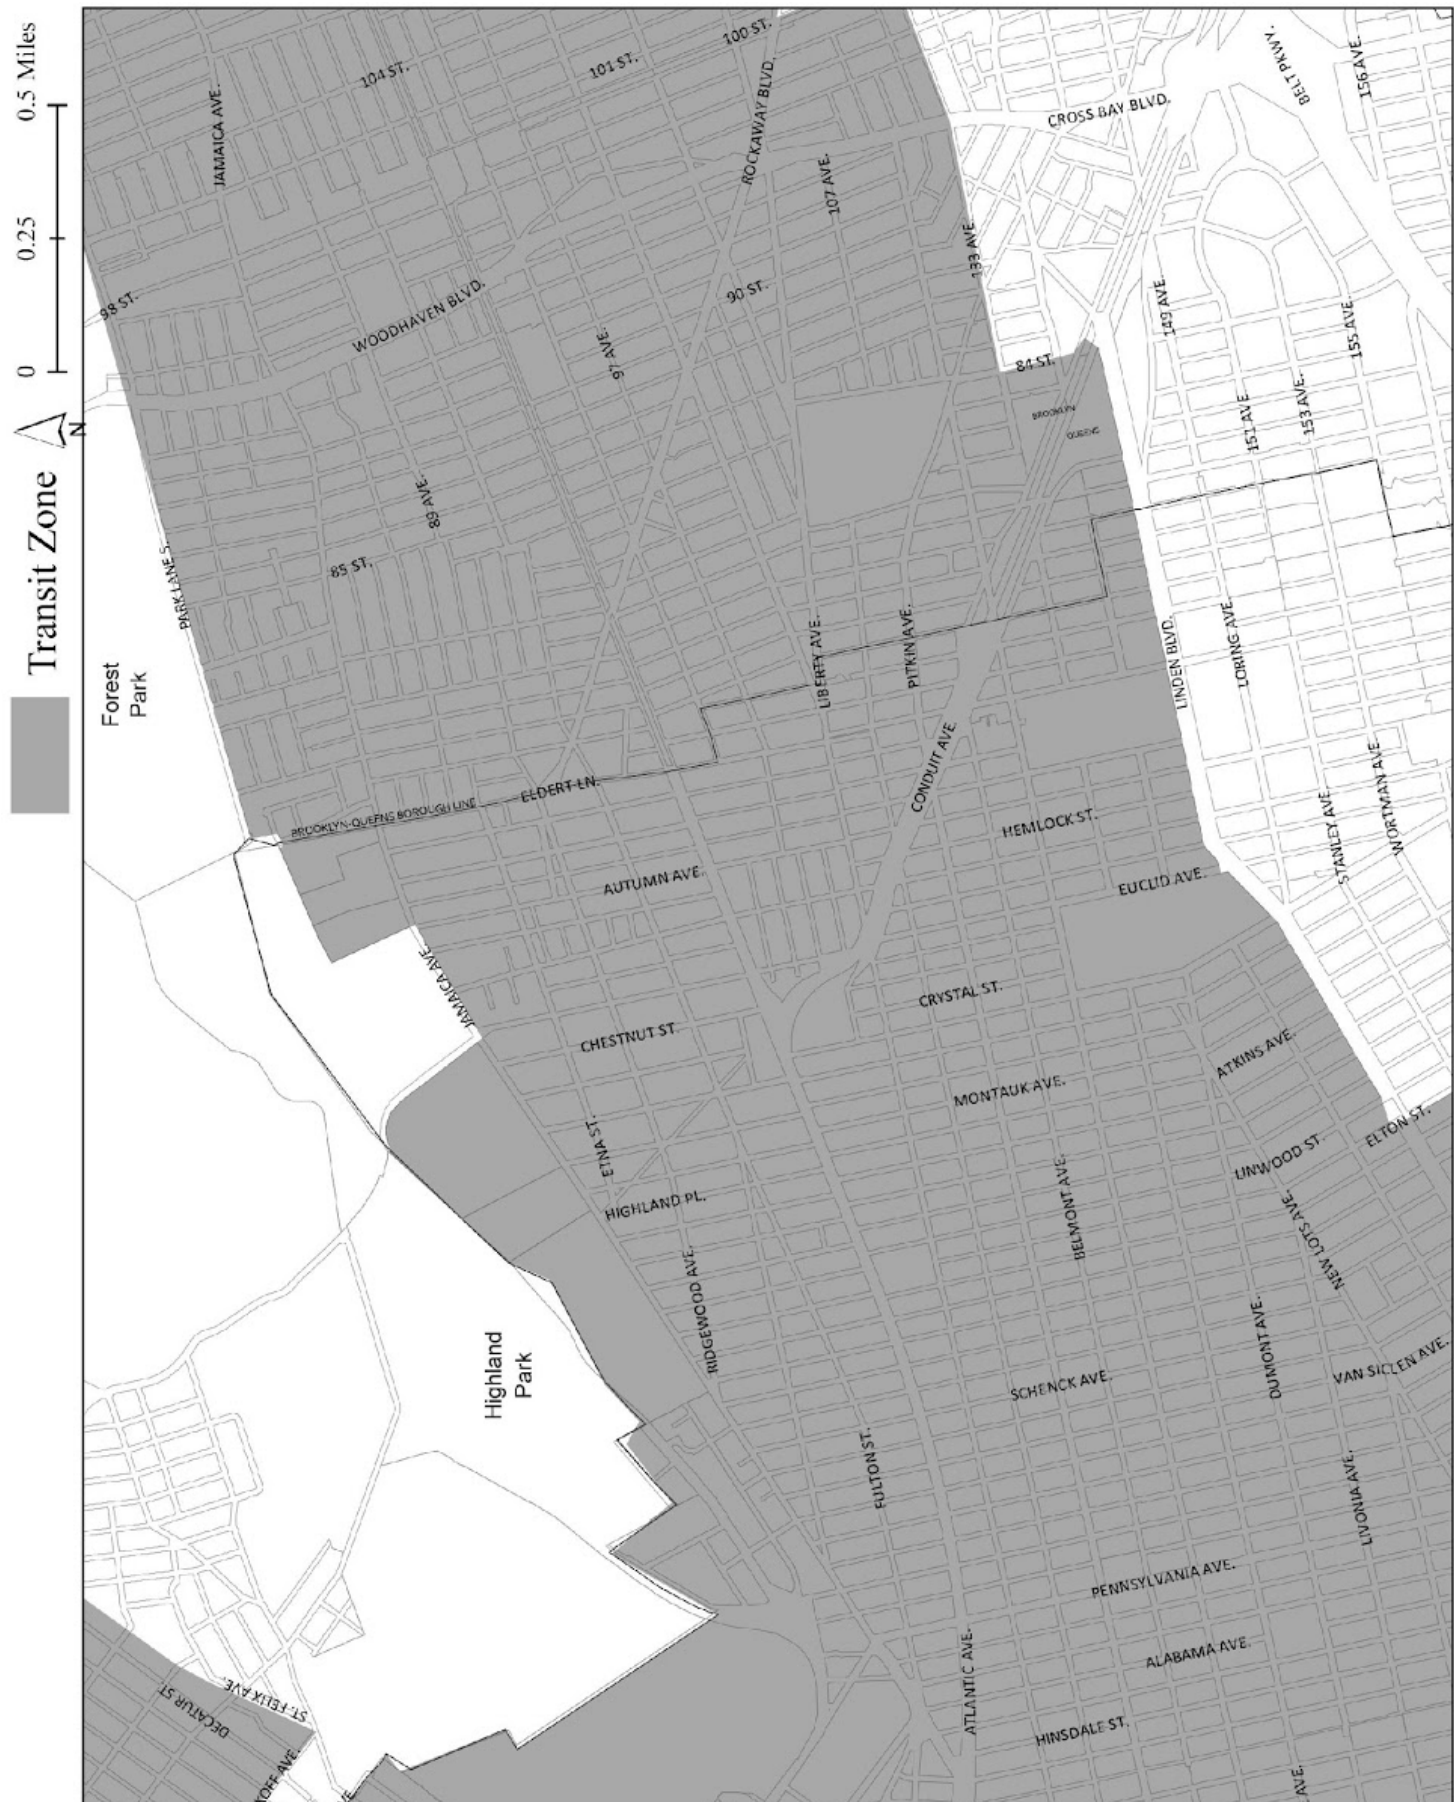 0 0.25 0.5 Miles
N
Transit Zone
Forest
Park
Highland
Park
JAMAICA AVE.
104 ST.
101 ST.
100 ST.
ROCKAWAY BLVD.
107 AVE.
CROSS BAY BLVD.
BELT PKWY.
156 AVE.
98 ST.
WOODHAVEN BLVD.
97 AVE.
90 ST.
133 AVE.
149 AVE.
155 AVE.
84 ST.
BROOKLYN
QUEENS
151 AVE.
153 AVE.
89 AVE.
85 ST.
PARK LANE S.
LIBERTY AVE.
PITKIN AVE.
LINDEN BLVD.
LORING AVE.
BROOKLYN-QUEENS BOROUGH LINE
ELDERT LN.
CONDUIT AVE.
HEMLOCK ST.
STANLEY AVE.
WORTMAN AVE.
AUTUMN AVE.
EUCLID AVE.
JAMAICA AVE.
CHESTNUT ST.
CRYSTAL ST.
MONTAUK AVE.
ATKINS AVE.
ETNA ST.
HIGHLAND PL.
BELMONT AVE.
LINWOOD ST.
ELTON ST.
NEW LOTS AVE.
RIDGEWOOD AVE.
SCHENCK AVE.
DUMONT AVE.
VAN SICLEN AVE.
FULTON ST.
LIVONIA AVE.
PENNSYLVANIA AVE.
ALABAMA AVE.
ATLANTIC AVE.
HINSDALE ST.
ST. FELIX AVE.
DECATUR ST.
AVE.